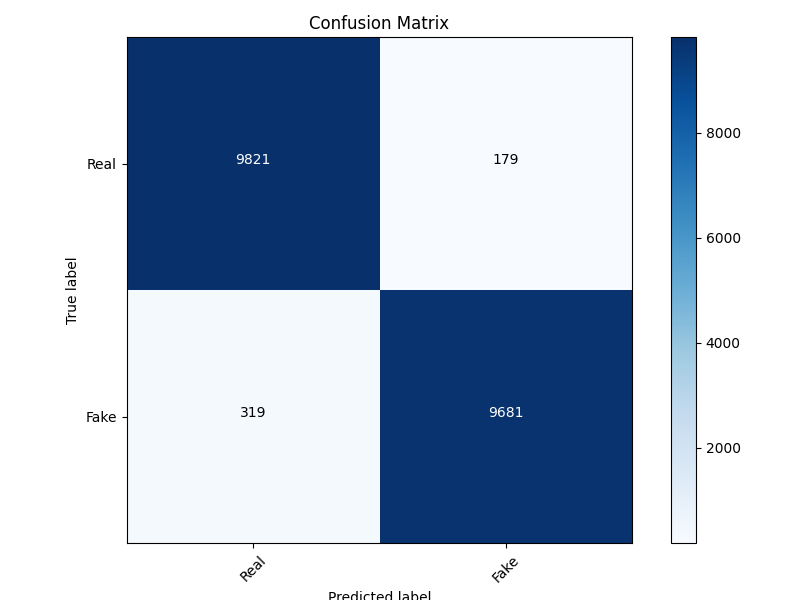 Confusion Matrix
Real
9821
179
True label
Fake
319
9681
Real
Fake
Predicted label
8000
6000
4000
2000